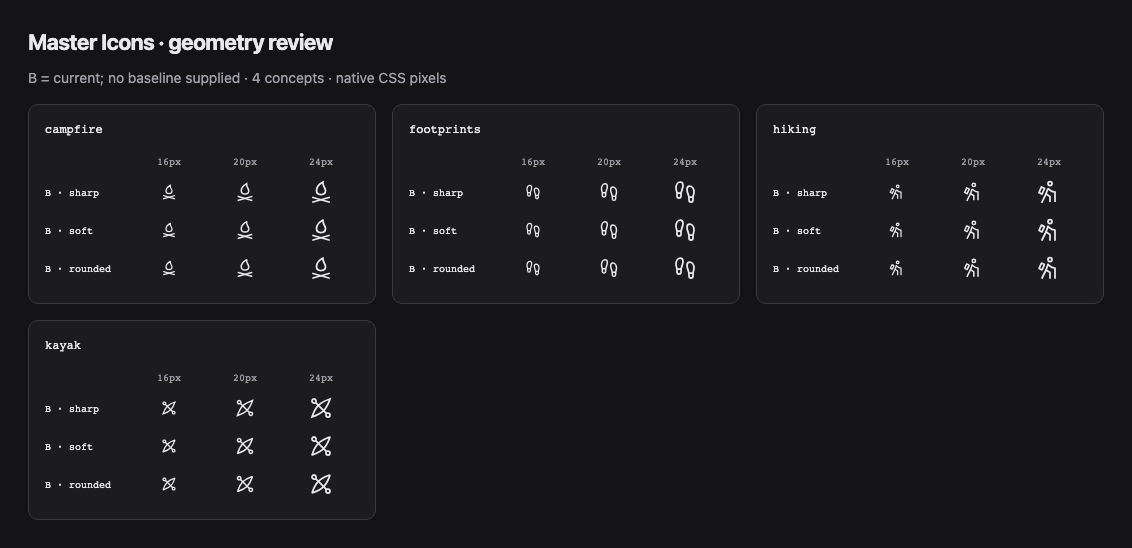 Master Icons · geometry review
B = current; no baseline supplied · 4 concepts · native CSS pixels
campfire
16px 20px 24px
B · sharp
B · soft
B · rounded
footprints
16px 20px 24px
B · sharp
B · soft
B · rounded
hiking
16px 20px 24px
B · sharp
B · soft
B · rounded
kayak
16px 20px 24px
B · sharp
B · soft
B · rounded